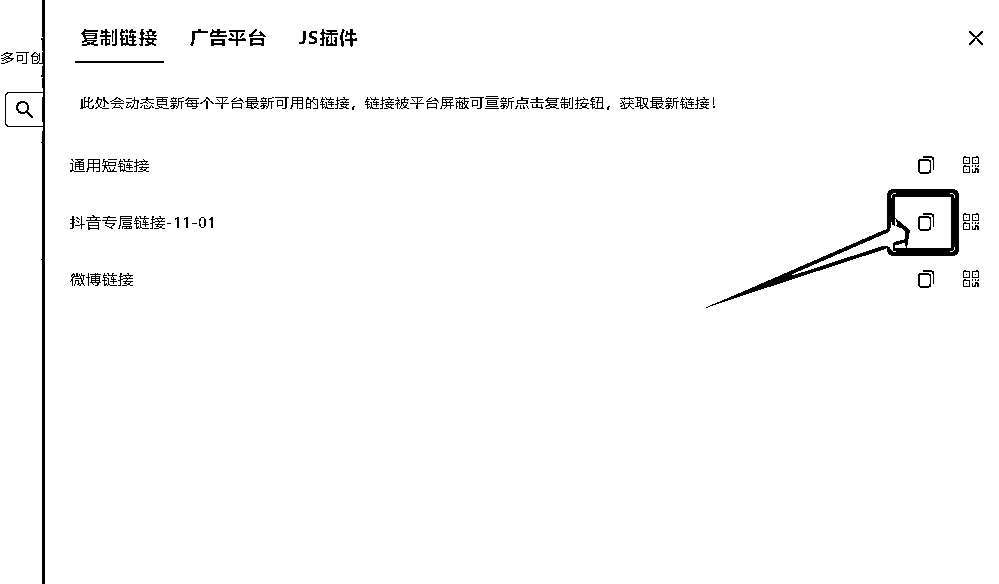 复制链接 广告平台 JS插件
多可创
此处会动态更新每个平台最新可用的链接，链接被平台屏蔽可重新点击复制按钮，获取最新链接！
通用短链接
抖音专属链接-11-01
微博链接